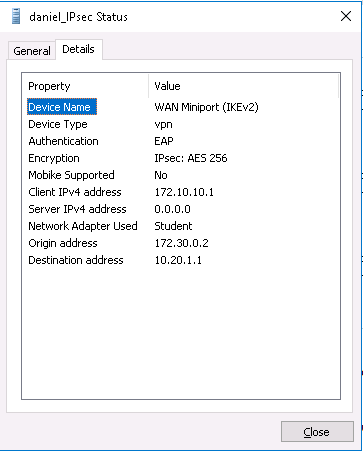 daniel_IPsec Status
General Details
Property Value
Device Name WAN Miniport (IKEv2)
Device Type vpn
Authentication EAP
Encryption IPsec: AES 256
Mobike Supported No
Client IPv4 address 172.10.10.1
Server IPv4 address 0.0.0.0
Network Adapter Used Student
Origin address 172.30.0.2
Destination address 10.20.1.1
Close